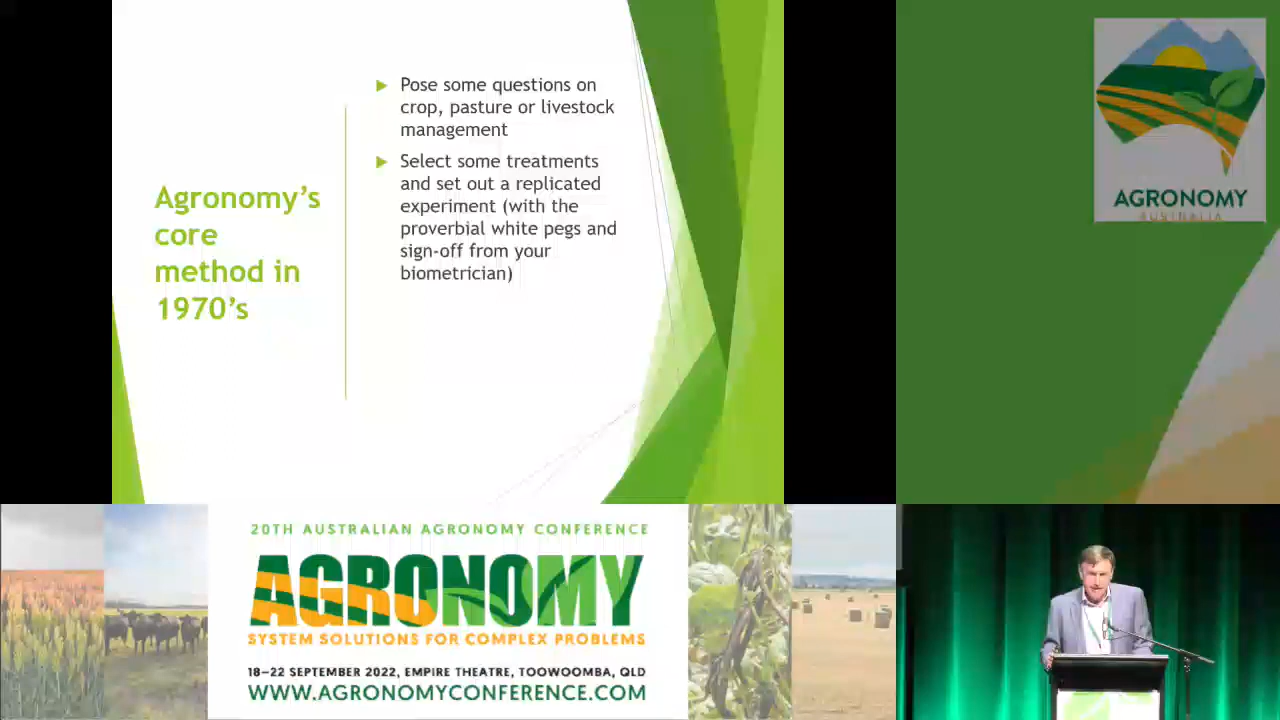 Agronomy's
core
method in
1970's
Pose some questions on
crop, pasture or livestock
management
Select some treatments
and set out a replicated
experiment (with the
proverbial white pegs and
sign-off from your
biometrician)
AGRONOMY
AUSTRALIA
20TH AUSTRALIAN AGRONOMY CONFERENCE
AGRONOMY
SYSTEM SOLUTIONS FOR COMPLEX PROBLEMS
18–22 SEPTEMBER 2022, EMPIRE THEATRE, TOOWOOMBA, QLD
WWW.AGRONOMYCONFERENCE.COM